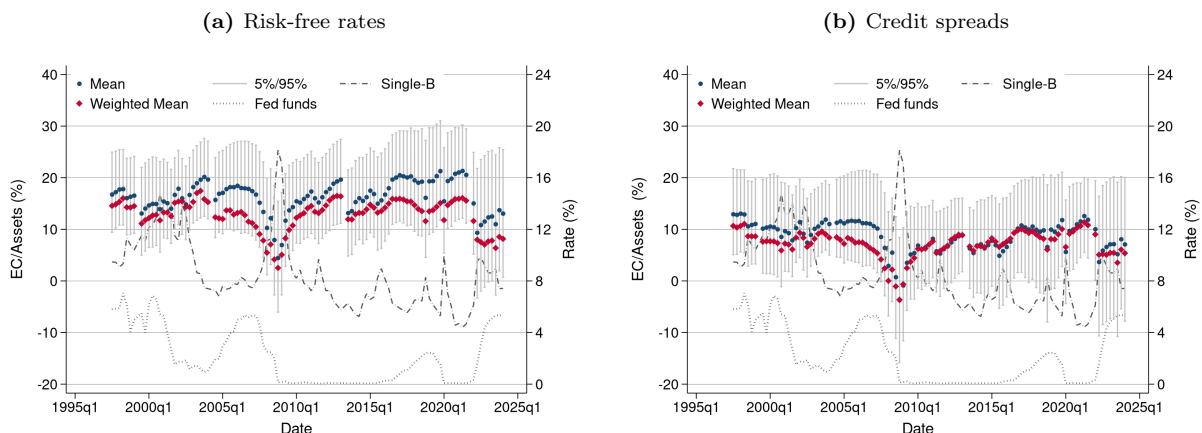 (a) Risk-free rates
40
30
20
10
0
-10
-20
EC/Assets (%)
24
20
16
12
8
4
0
Rate (%)
Mean
5%/95%
Single-B
Weighted Mean
Fed funds
1995q1 2000q1 2005q1 2010q1 2015q1 2020q1 2025q1
Date
(b) Credit spreads
40
30
20
10
0
-10
-20
EC/Assets (%)
24
20
16
12
8
4
0
Rate (%)
Mean
5%/95%
Single-B
Weighted Mean
Fed funds
1995q1 2000q1 2005q1 2010q1 2015q1 2020q1 2025q1
Date